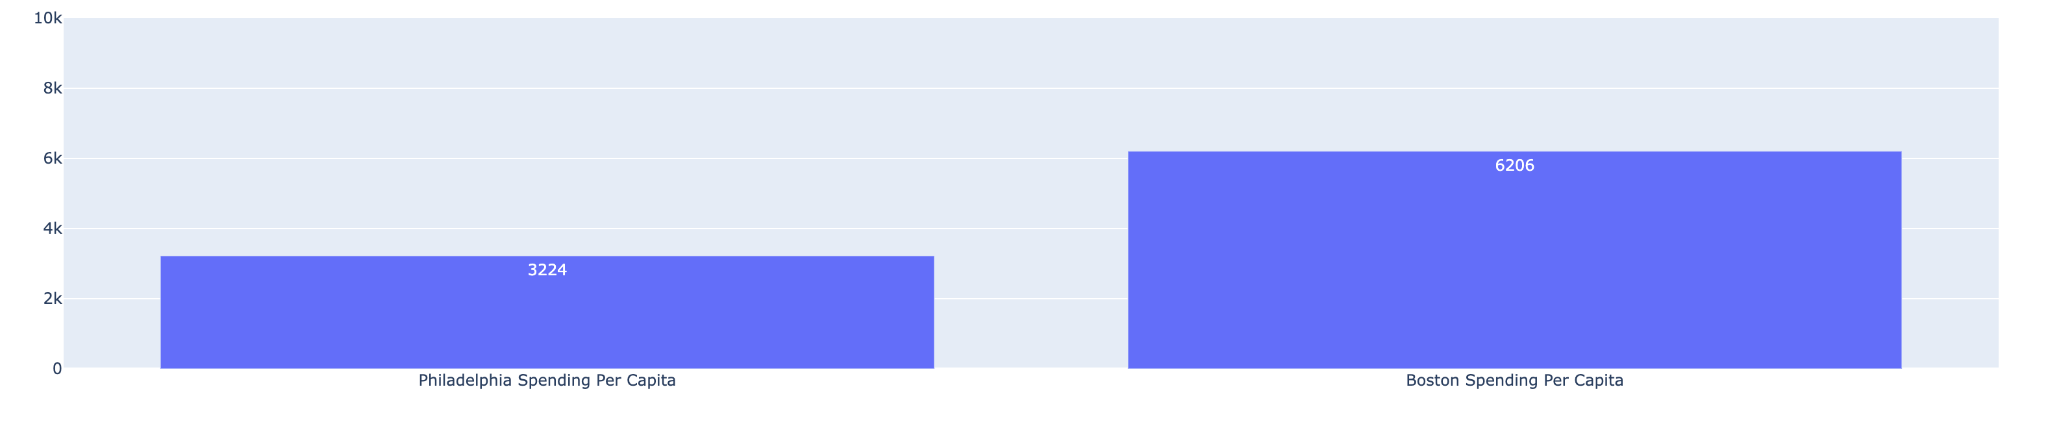 10k
8k
6k
4k
2k
0
3224
6206
Philadelphia Spending Per Capita
Boston Spending Per Capita